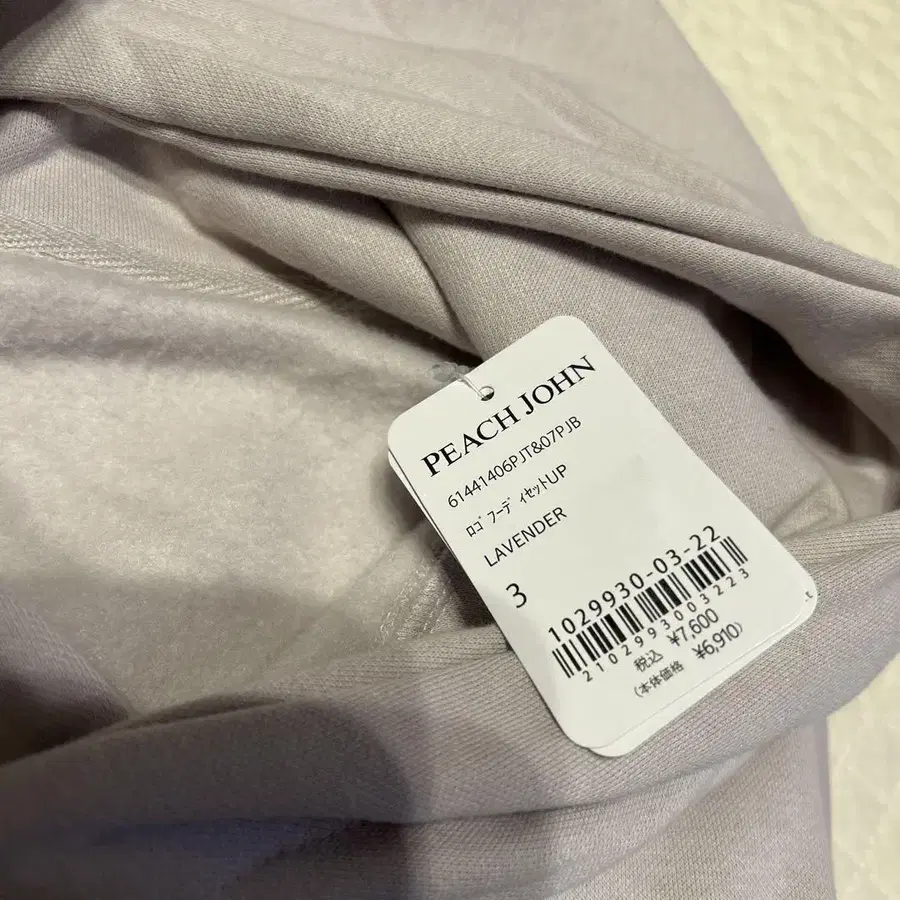 PEACH JOHN
61441406PJT&07PJB
ﾛｺﾞﾌｰﾃﾞｨｾｯﾄUP
LAVENDER
3
1029930-03-22
2102993003223
税込 ¥7,600
(本体価格 ¥6,910)